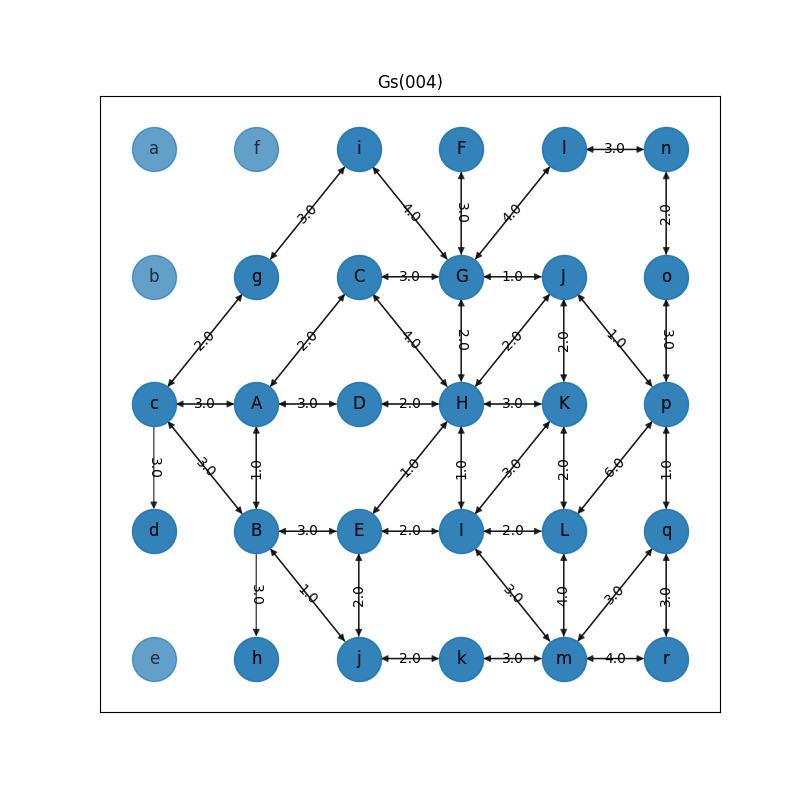 Gs(004)
a f i F l 3.0 n
3.0 4.0 3.0 4.0 2.0
b g C 3.0 G 1.0 J o
2.0 2.0 4.0 2.0 2.0 2.0 1.0 3.0
c 3.0 A 3.0 D 2.0 H 3.0 K p
3.0 3.0 1.0 1.0 1.0 3.0 2.0 6.0 1.0
d B 3.0 E 2.0 I 2.0 L q
3.0 1.0 2.0 3.0 4.0 3.0 3.0
e h j 2.0 k 3.0 m 4.0 r